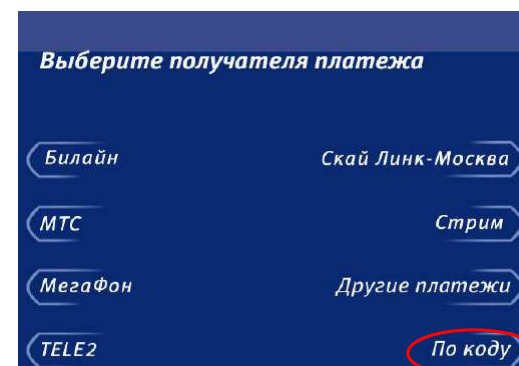 Выберите получателя платежа
Билайн
Скай Линк-Москва
МТС
Стрим
МегаФон
Другие платежи
TELE2
По коду